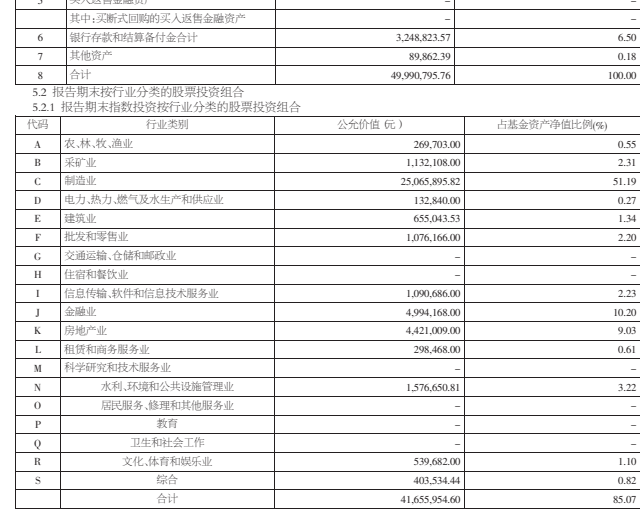 5 买入返售金融资产 – –
其中:买断式回购的买入返售金融资产 – –
6 银行存款和结算备付金合计 3,248,823.57 6.50
7 其他资产 89,862.39 0.18
8 合计 49,990,795.76 100.00
5.2 报告期末按行业分类的股票投资组合
5.2.1 报告期末指数投资按行业分类的股票投资组合
代码 行业类别 公允价值(元) 占基金资产净值比例(%)
A 农、林、牧、渔业 269,703.00 0.55
B 采矿业 1,132,108.00 2.31
C 制造业 25,065,895.82 51.19
D 电力、热力、燃气及水生产和供应业 132,840.00 0.27
E 建筑业 655,043.53 1.34
F 批发和零售业 1,076,166.00 2.20
G 交通运输、仓储和邮政业 – –
H 住宿和餐饮业 – –
I 信息传输、软件和信息技术服务业 1,090,686.00 2.23
J 金融业 4,994,168.00 10.20
K 房地产业 4,421,009.00 9.03
L 租赁和商务服务业 298,468.00 0.61
M 科学研究和技术服务业 – –
N 水利、环境和公共设施管理业 1,576,650.81 3.22
O 居民服务、修理和其他服务业 – –
P 教育 – –
Q 卫生和社会工作 – –
R 文化、体育和娱乐业 539,682.00 1.10
S 综合 403,534.44 0.82
合计 41,655,954.60 85.07